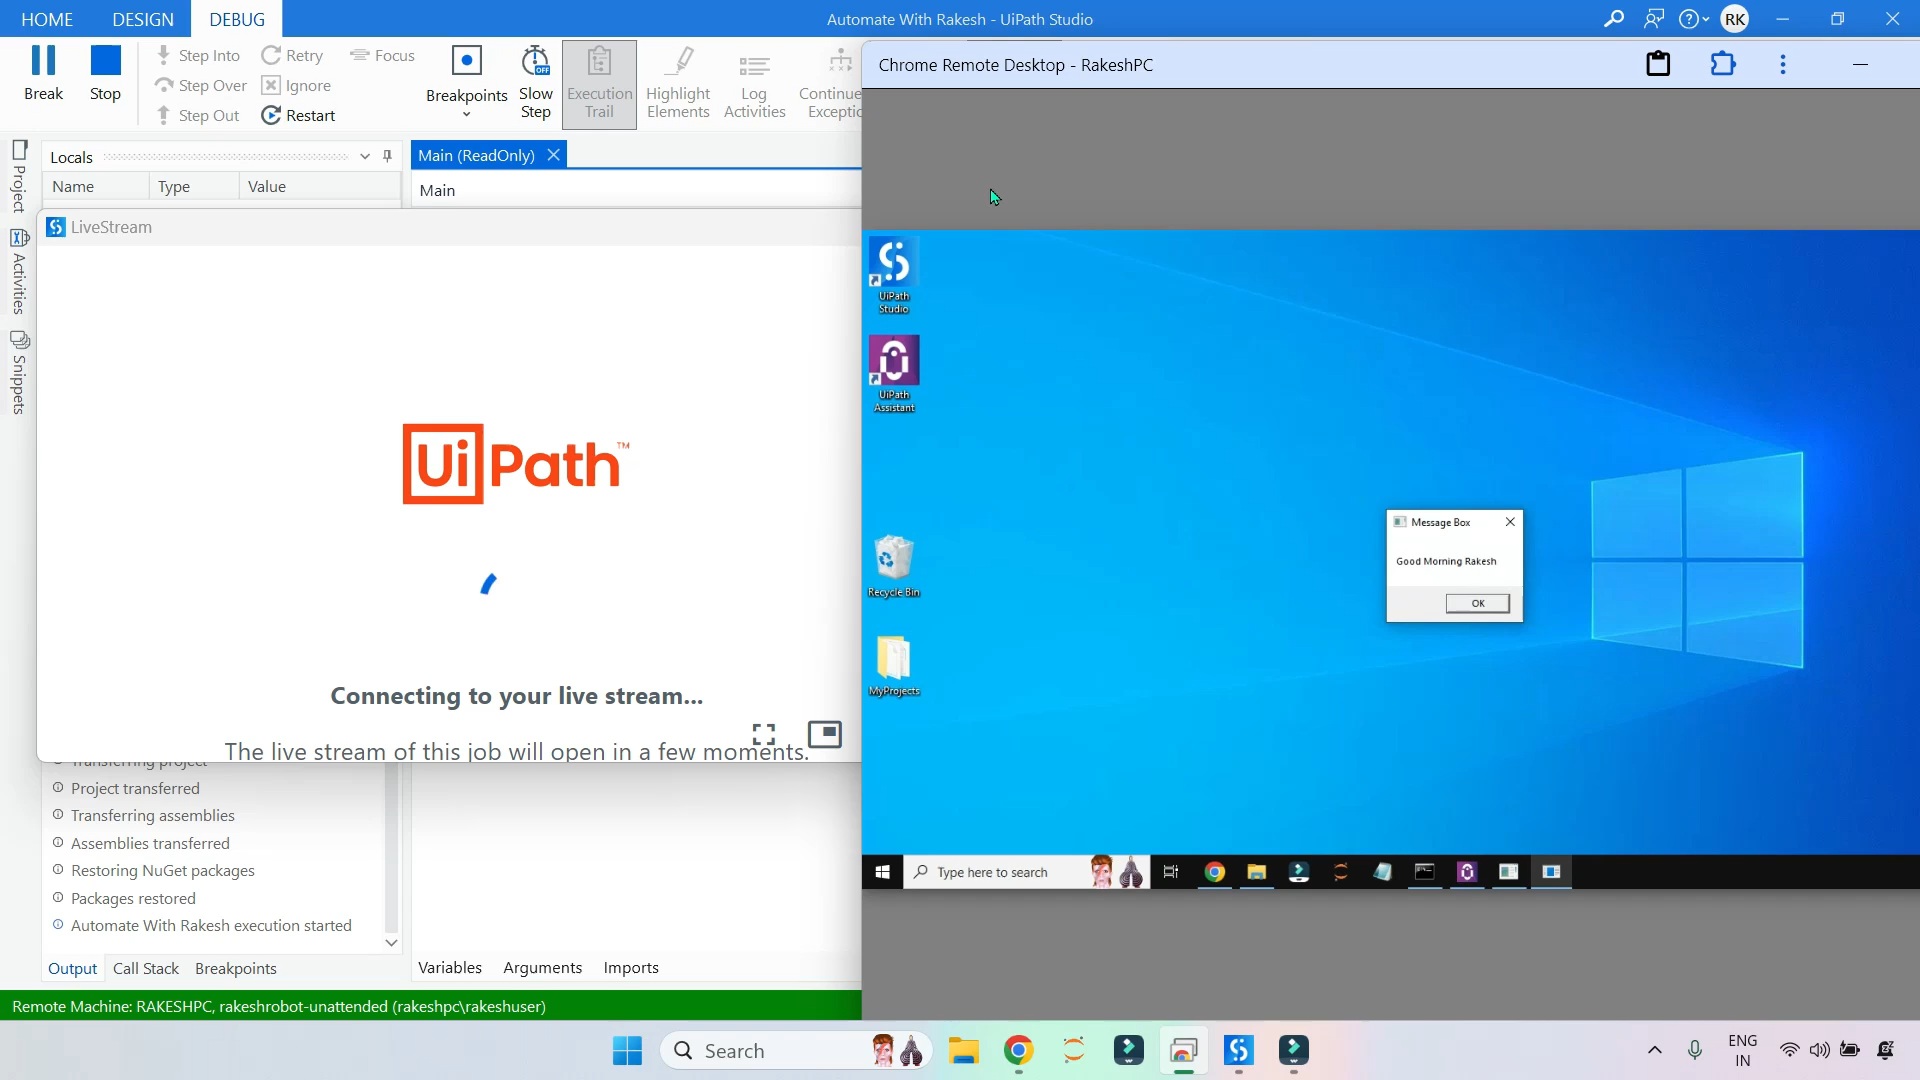 HOME DESIGN DEBUG Automate With Rakesh - UiPath Studio RK
Break
Stop
Step Into
Step Over
Step Out
Retry
Ignore
Restart
Focus
Breakpoints
Slow
Step
OFF
Execution
Trail
Highlight
Elements
Log
Activities
Continue
Exceptio
Chrome Remote Desktop - RakeshPC
Project
Activities
Snippets
Locals
Name Type Value
Main (ReadOnly)
Main
LiveStream
UiPath™
Connecting to your live stream...
The live stream of this job will open in a few moments.
Transferring project
Project transferred
Transferring assemblies
Assemblies transferred
Restoring NuGet packages
Packages restored
Automate With Rakesh execution started
Output Call Stack Breakpoints
Variables Arguments Imports
Remote Machine: RAKESHPC, rakeshrobot-unattended (rakeshpc\rakeshuser)
UiPath
Studio
UiPath
Assistant
Recycle Bin
MyProjects
Message Box
Good Morning Rakesh
OK
Type here to search
Search
ENG
IN